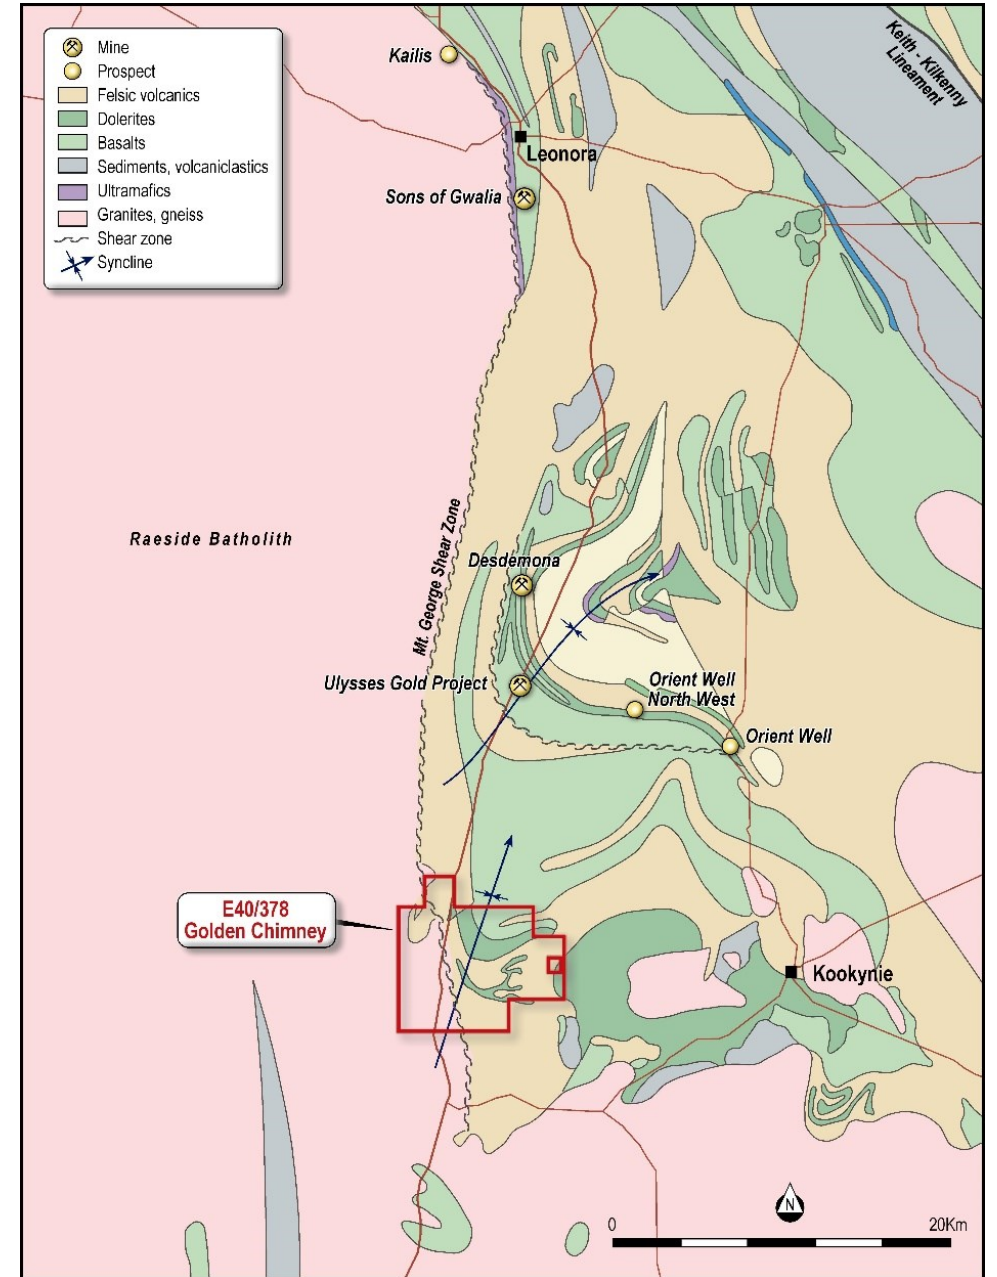 Mine
Prospect
Felsic volcanics
Dolerites
Basalts
Sediments, volcaniclastics
Ultramafics
Granites, gneiss
Shear zone
Syncline
Kailis
Keith - Kilkenny
Lineament
Leonora
Sons of Gwalia
Raeside Batholith
Mt. George Shear Zone
Desdemona
Ulysses Gold Project
Orient Well
North West
Orient Well
E40/378
Golden Chimney
Kookynie
N
0
20Km